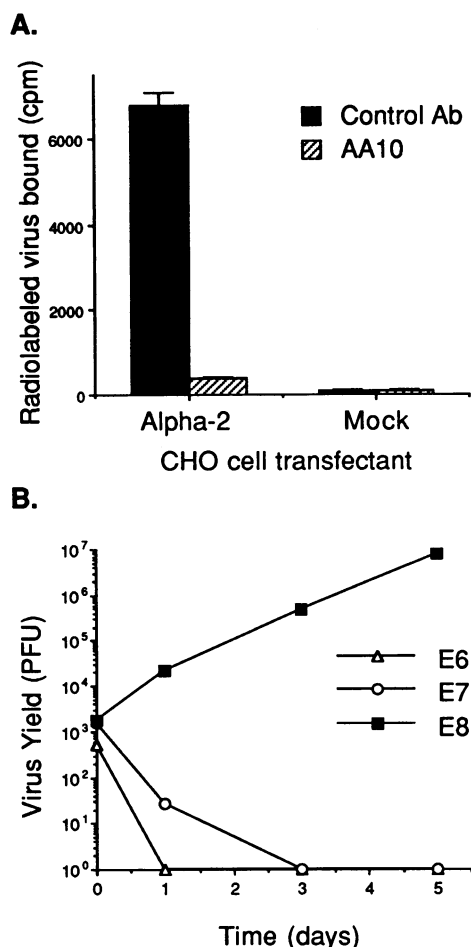 A.
Radiolabeled virus bound (cpm)
6000
4000
2000
0
Control Ab
AA10
Alpha-2
Mock
CHO cell transfectant
B.
Virus Yield (PFU)
10⁷
10⁶
10⁵
10⁴
10³
10²
10¹
10⁰
E6
E7
E8
0 1 2 3 4 5
Time (days)